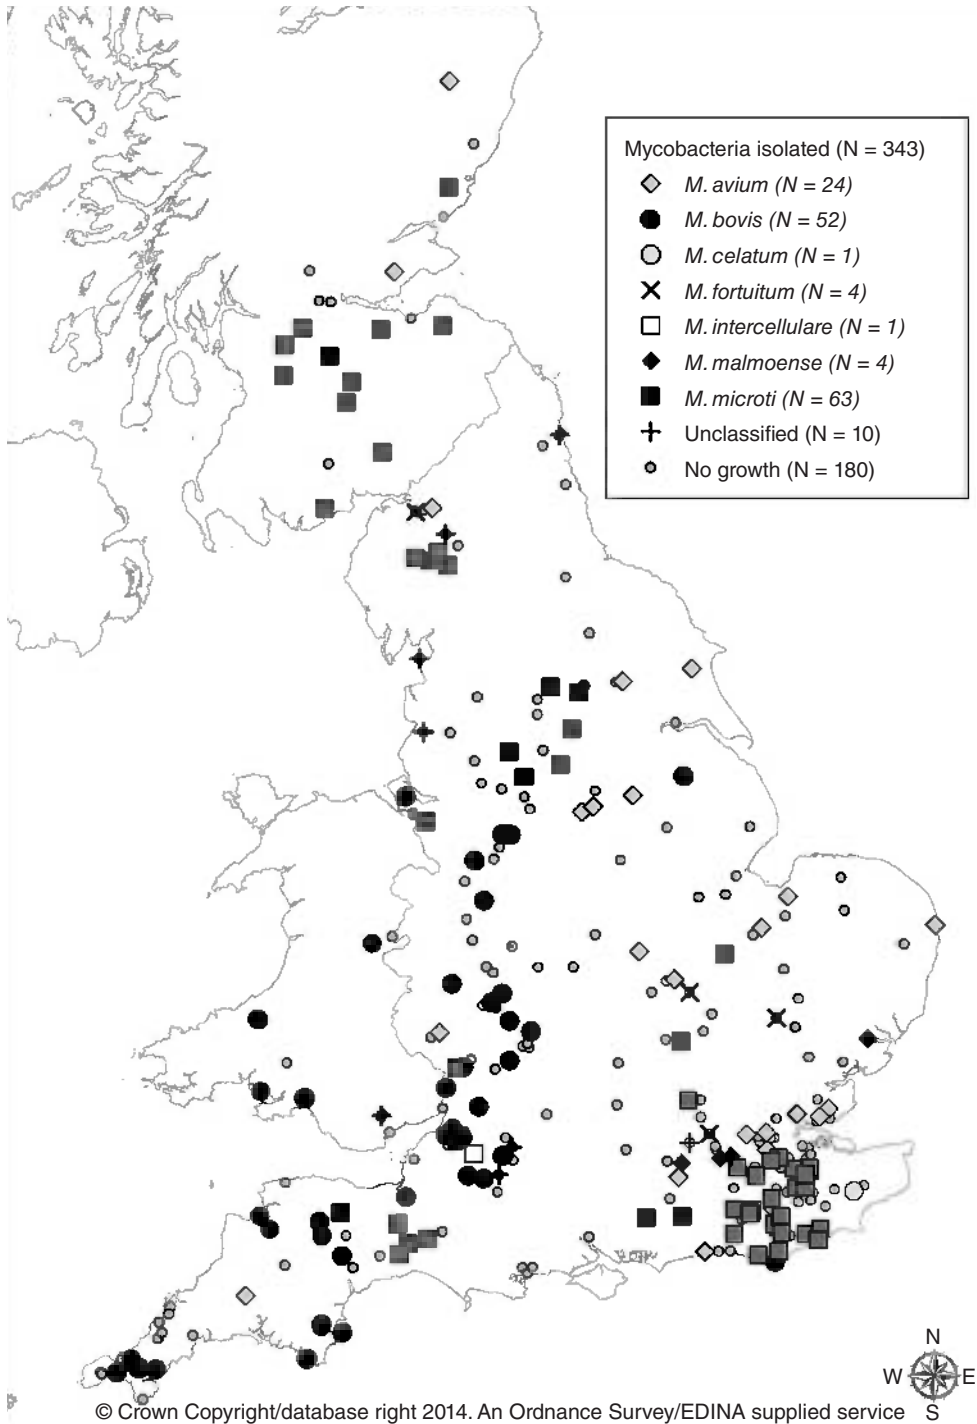 Mycobacteria isolated (N = 343)
M. avium (N = 24)
M. bovis (N = 52)
M. celatum (N = 1)
M. fortuitum (N = 4)
M. intercellulare (N = 1)
M. malmoense (N = 4)
M. microti (N = 63)
Unclassified (N = 10)
No growth (N = 180)
N
W E
S
© Crown Copyright/database right 2014. An Ordnance Survey/EDINA supplied service